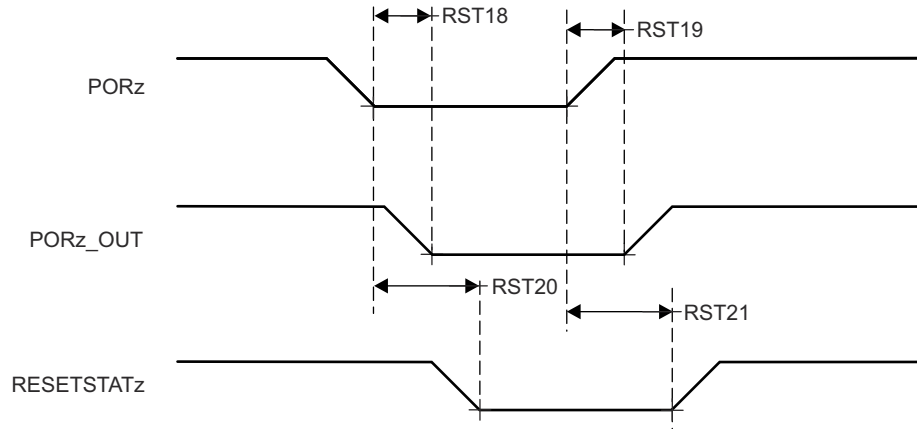 RST18
RST19
PORz
PORz_OUT
RST20
RST21
RESETSTATz